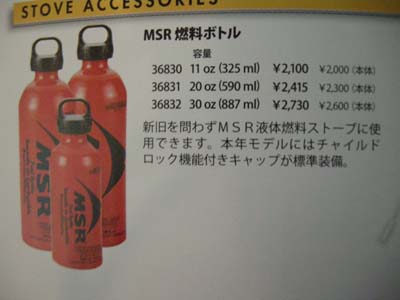 STOVE ACCESSORIES
MSR 燃料ボトル
容量
36830 11 oz (325 ml) ¥2,100 ¥2,000 (本体)
36831 20 oz (590 ml) ¥2,415 ¥2,300 (本体)
36832 30 oz (887 ml) ¥2,730 ¥2,600 (本体)
新旧を問わずMSR液体燃料ストーブに使
用できます。本年モデルにはチャイルド
ロック機能付きキャップが標準装備。
MSR
MSR
MSR